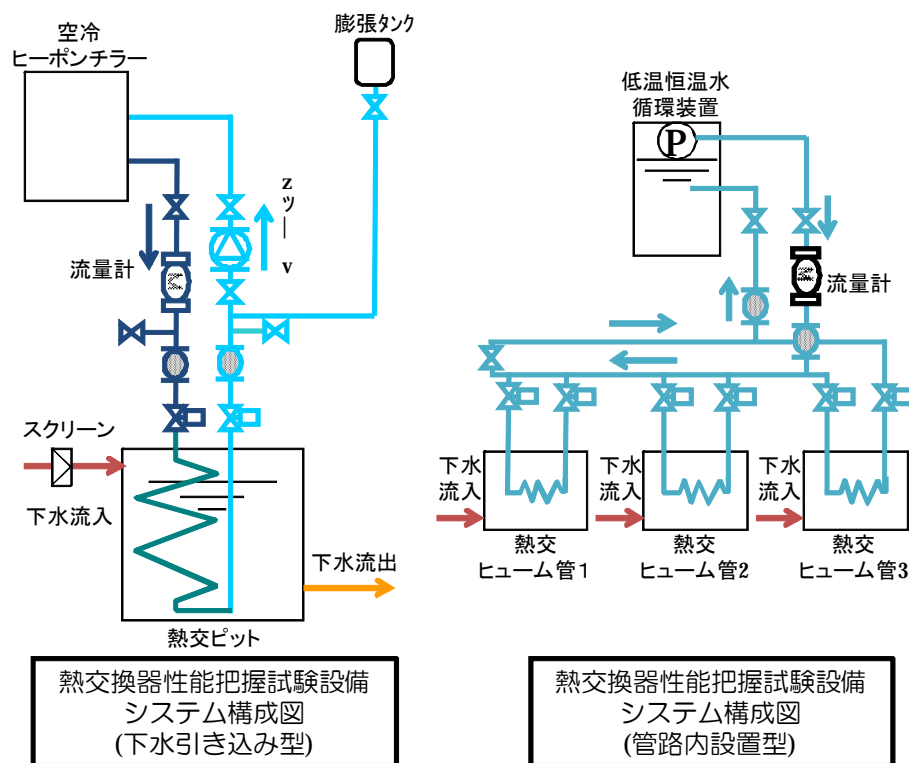 空冷
ヒーポンチラー
膨張タンク
z
ッ
―
v
流量計
スクリーン
下水流入
下水流出
熱交ピット
熱交換器性能把握試験設備
システム構成図
(下水引き込み型)
低温恒温水
循環装置
P
流量計
下水
流入
熱交
ヒューム管1
下水
流入
熱交
ヒューム管2
下水
流入
熱交
ヒューム管3
熱交換器性能把握試験設備
システム構成図
(管路内設置型)